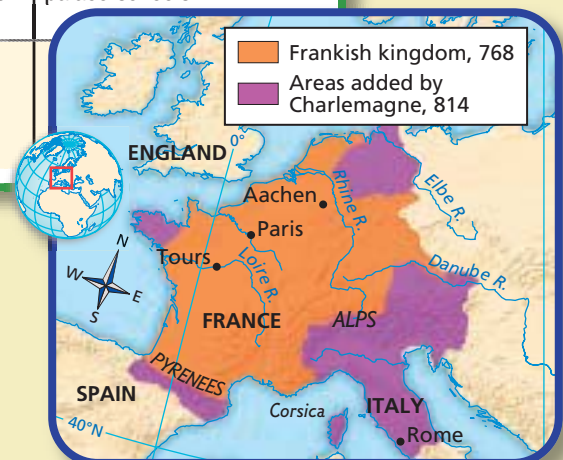 Frankish kingdom, 768
Areas added by
Charlemagne, 814
0°
ENGLAND
Elbe R.
Aachen
Rhine R.
Paris
Tours
Loire R.
Danube R.
N
W
E
S
FRANCE
ALPS
PYRENEES
SPAIN
Corsica
ITALY
40°N
Rome